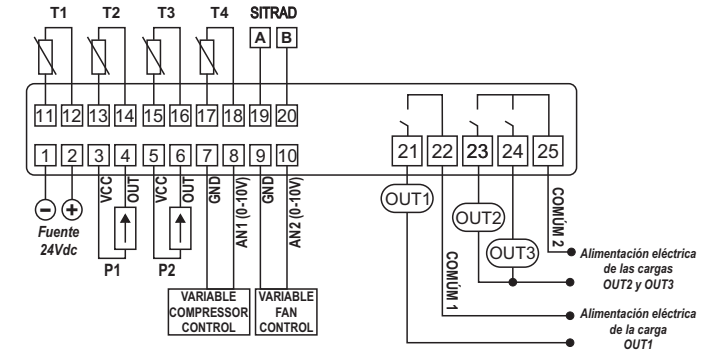 T1 T2 T3 T4 SITRAD
A B
11 12 13 14 15 16 17 18 19 20
21 22 23 24 25
1 2 3 4 5 6 7 8 9 10
VCC
OUT
VCC
OUT
GND
AN1 (0-10V)
GND
AN2 (0-10V)
Fuente
24Vdc
P1 P2
VARIABLE
COMPRESSOR
CONTROL
VARIABLE
FAN
CONTROL
OUT1
OUT2
OUT3
COMÚM 1
COMÚM 2
Alimentación eléctrica
de las cargas
OUT2 y OUT3
Alimentación eléctrica
de la carga
OUT1